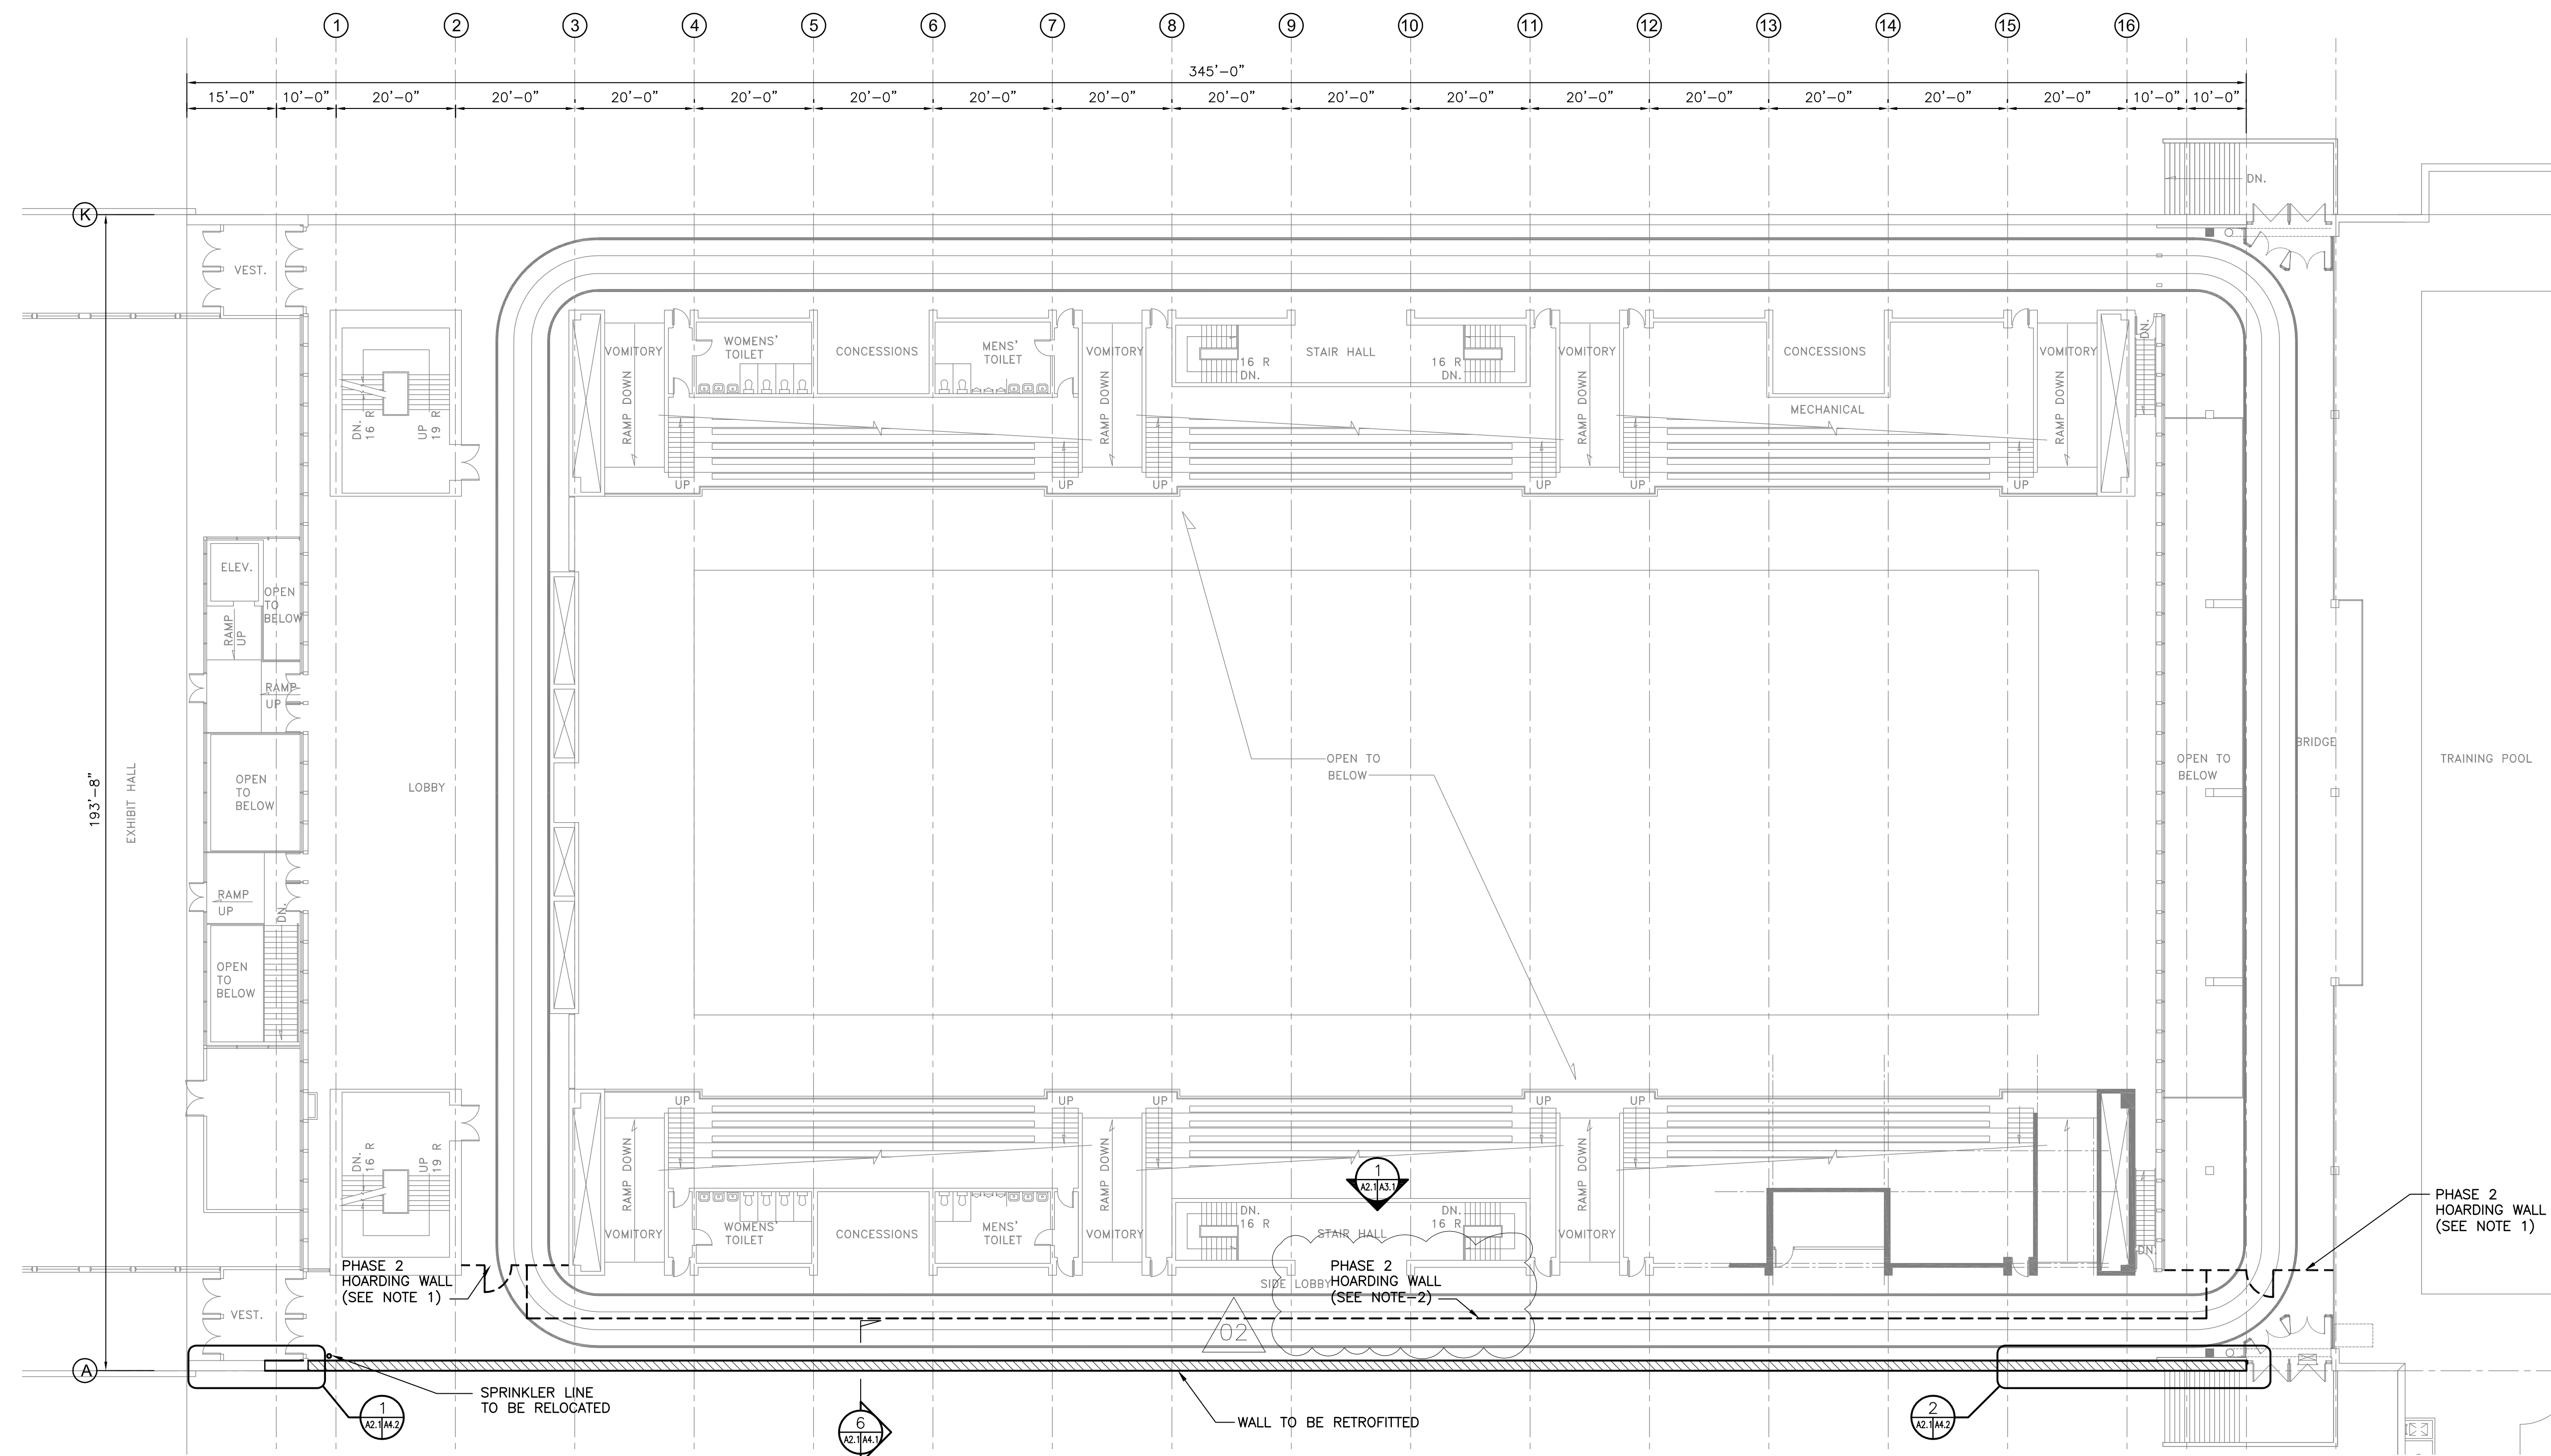 1 2 3 4 5 6 7 8 9 10 11 12 13 14 15 16
345'-0"
15'-0" 10'-0" 20'-0" 20'-0" 20'-0" 20'-0" 20'-0" 20'-0" 20'-0" 20'-0" 20'-0" 20'-0" 20'-0" 20'-0" 20'-0" 20'-0" 20'-0" 10'-0" 10'-0"
DN.
K
VEST.
VOMITORY
WOMENS'
TOILET
CONCESSIONS
MENS'
TOILET
VOMITORY
16 R
DN.
STAIR HALL
16 R
DN.
VOMITORY
CONCESSIONS
VOMITORY
DN.
RAMP DOWN
RAMP DOWN
RAMP DOWN
MECHANICAL
RAMP DOWN
DN.
16 R
UP
19 R
UP
UP
UP
UP
UP
UP
ELEV.
OPEN
TO
BELOW
RAMP
UP
RAMP
UP
OPEN
TO
BELOW
LOBBY
193'-8"
EXHIBIT HALL
OPEN TO
BELOW
OPEN TO
BELOW
BRIDGE
TRAINING POOL
RAMP
UP
DN.
OPEN
TO
BELOW
UP
UP
UP
UP
UP
UP
DN.
16 R
UP
19 R
RAMP DOWN
RAMP DOWN
RAMP DOWN
1
A2.1 A3.1
VOMITORY
WOMENS'
TOILET
CONCESSIONS
MENS'
TOILET
VOMITORY
DN.
16 R
STAIR HALL
DN.
16 R
VOMITORY
DN.
PHASE 2
HOARDING WALL
(SEE NOTE 1)
PHASE 2
HOARDING WALL
(SEE NOTE 1)
SIDE LOBBY
PHASE 2
HOARDING WALL
(SEE NOTE-2)
02
VEST.
A
SPRINKLER LINE
TO BE RELOCATED
1
A2.1 A4.2
6
A2.1 A4.1
WALL TO BE RETROFITTED
2
A2.1 A4.2